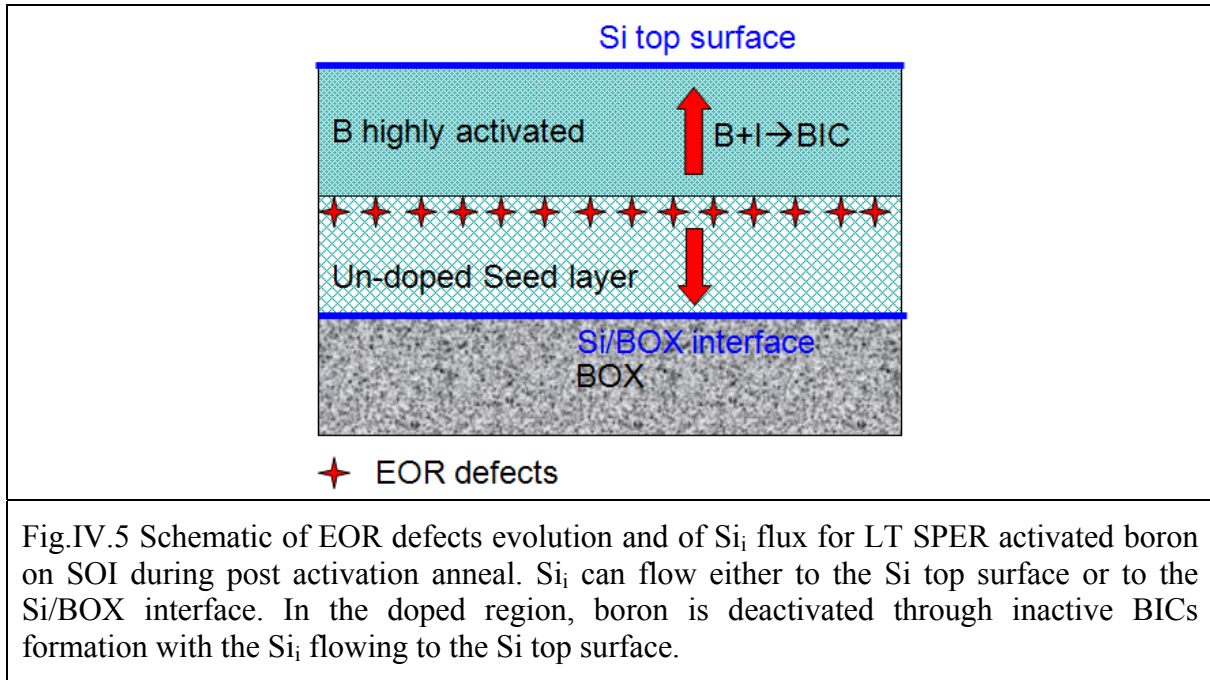 Si top surface
B highly activated
B+I→BIC
Un-doped Seed layer
Si/BOX interface
BOX
EOR defects
Fig.IV.5 Schematic of EOR defects evolution and of Siᵢ flux for LT SPER activated boron
on SOI during post activation anneal. Siᵢ can flow either to the Si top surface or to the
Si/BOX interface. In the doped region, boron is deactivated through inactive BICs
formation with the Siᵢ flowing to the Si top surface.